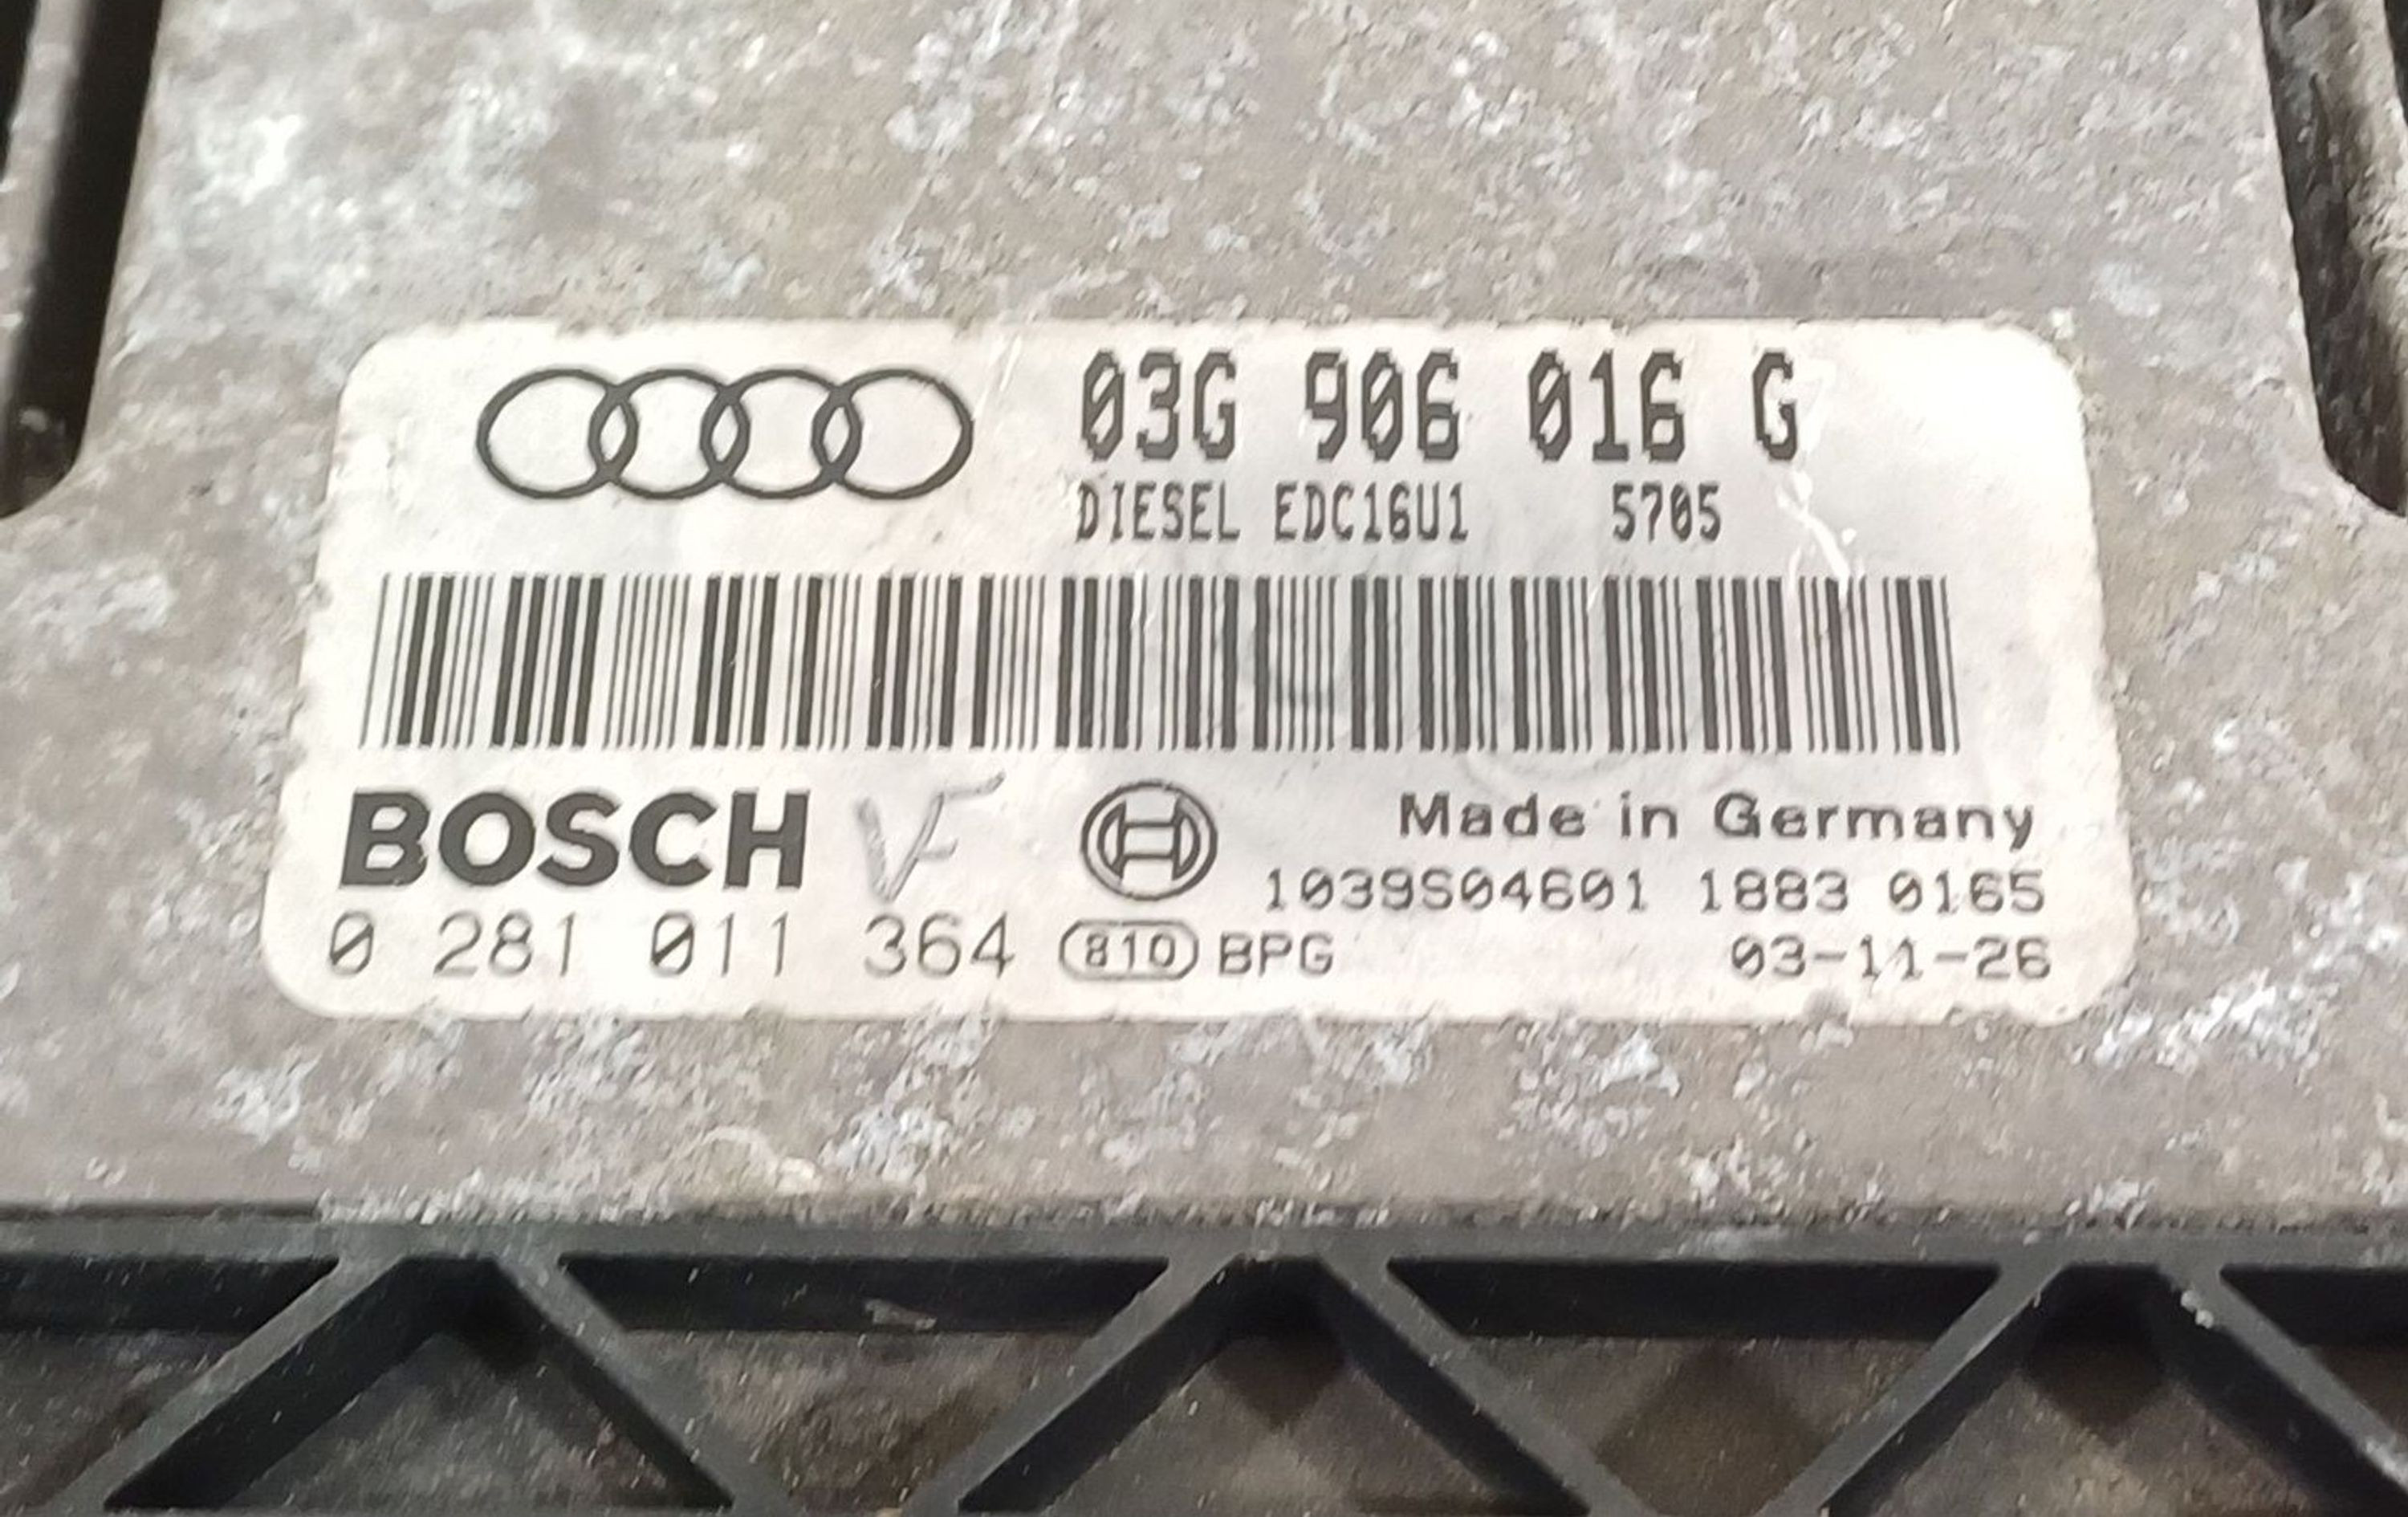 03G 906 016 G
DIESEL EDC16U1 5705
BOSCH VF Made in Germany
1039S04601 1883 0165
0 281 011 364 810 BPG 03-11-26